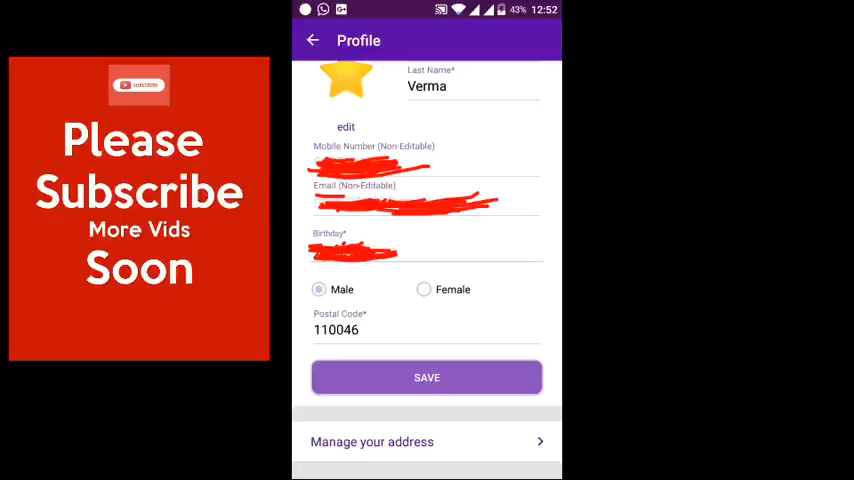 SUBSCRIBE
Please
Subscribe
More Vids
Soon
43% 12:52
Profile
Last Name*
Verma
edit
Mobile Number (Non-Editable)
Email (Non-Editable)
Birthday*
Male Female
Postal Code*
110046
SAVE
Manage your address